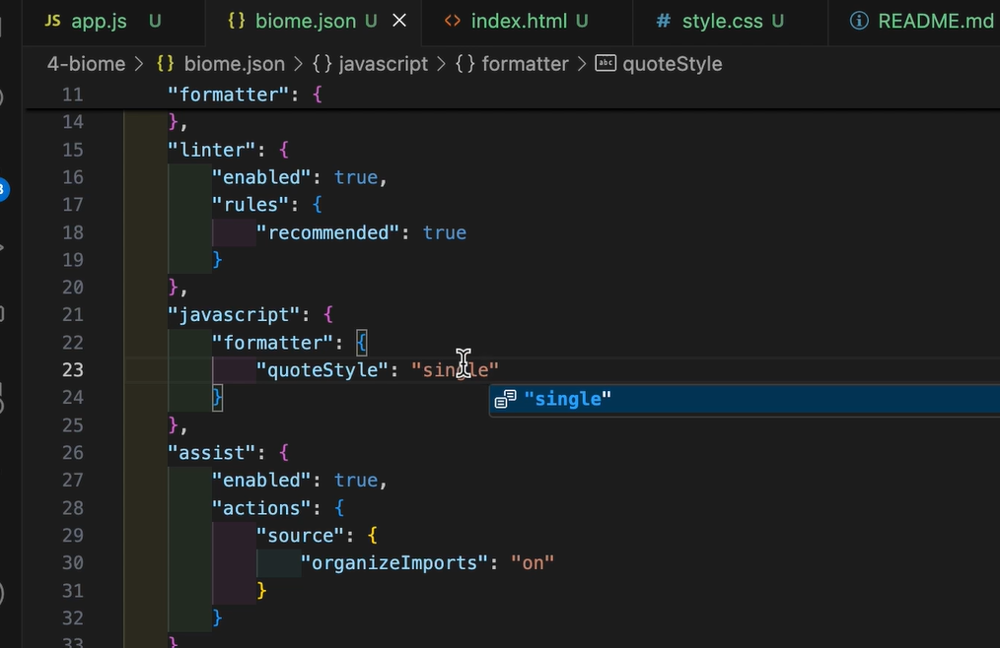 JS app.js U {} biome.json U <> index.html U # style.css U README.md
4-biome > {} biome.json > {} javascript > {} formatter > abc quoteStyle
11 "formatter": {
14 },
15 "linter": {
16 "enabled": true,
17 "rules": {
18 "recommended": true
19 }
20 },
21 "javascript": {
22 "formatter": {
23 "quoteStyle": "single"
24 }
"single"
25 },
26 "assist": {
27 "enabled": true,
28 "actions": {
29 "source": {
30 "organizeImports": "on"
31 }
32 }
33 }